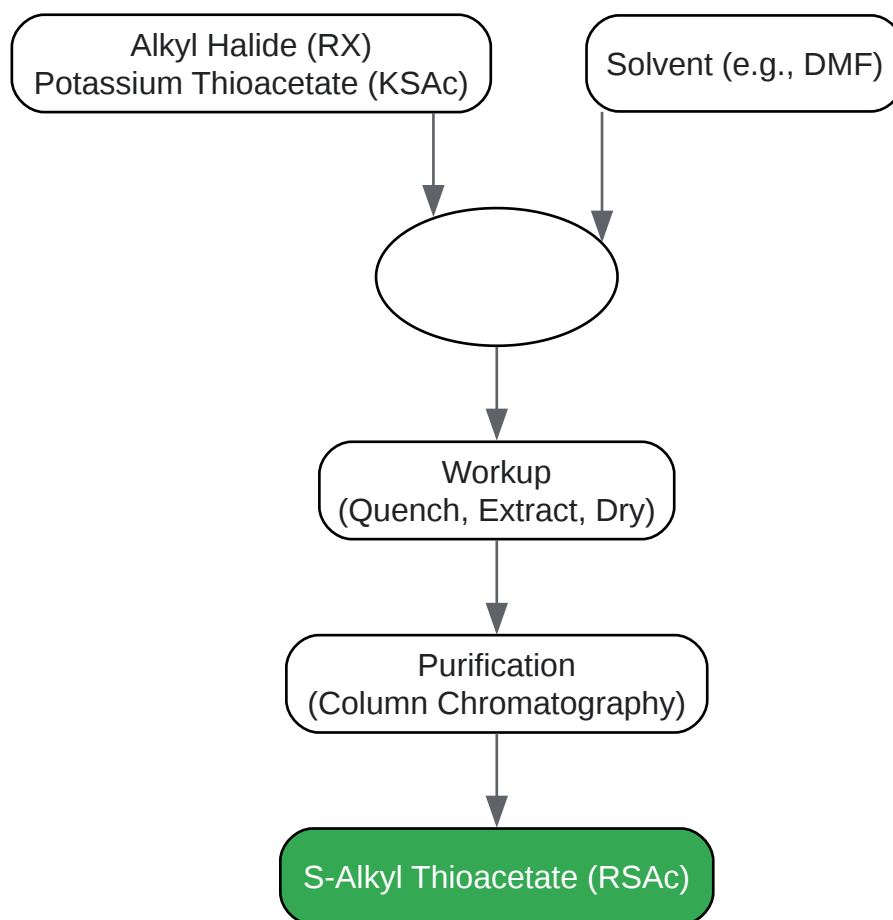 Alkyl Halide (RX)
Potassium Thioacetate (KSAc)
Solvent (e.g., DMF)
Workup
(Quench, Extract, Dry)
Purification
(Column Chromatography)
S-Alkyl Thioacetate (RSAc)